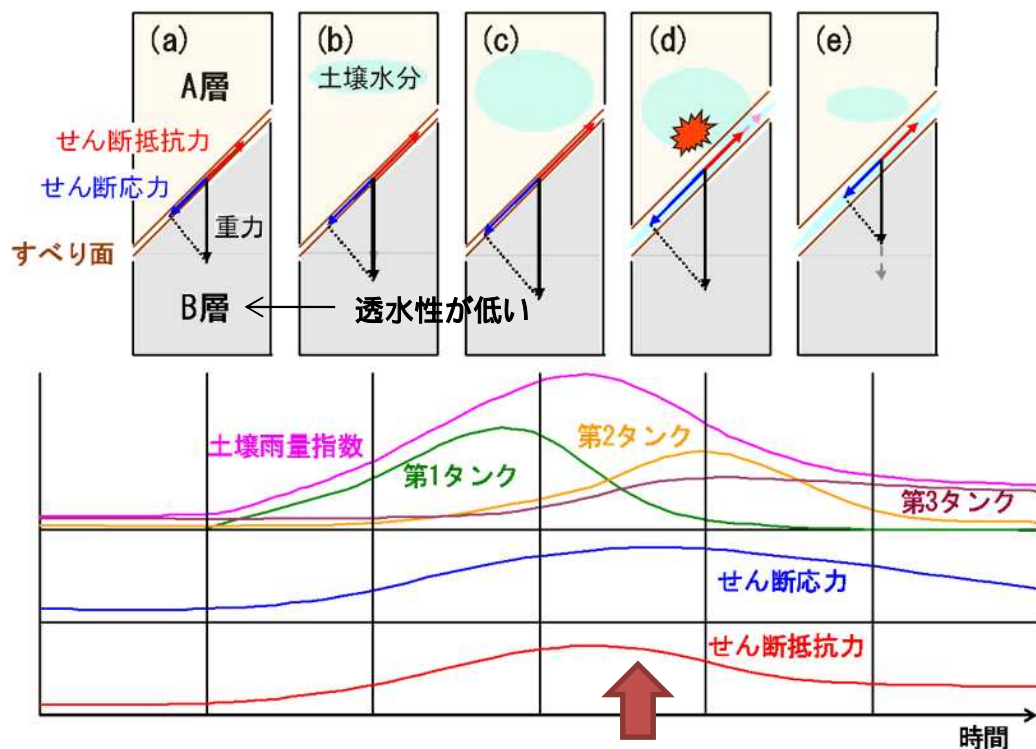 (a)
(b)
(c)
(d)
(e)
A層
土壌水分
せん断抵抗力
せん断応力
重力
すべり面
B層
透水性が低い
土壌雨量指数
第1タンク
第2タンク
第3タンク
せん断応力
せん断抵抗力
時間